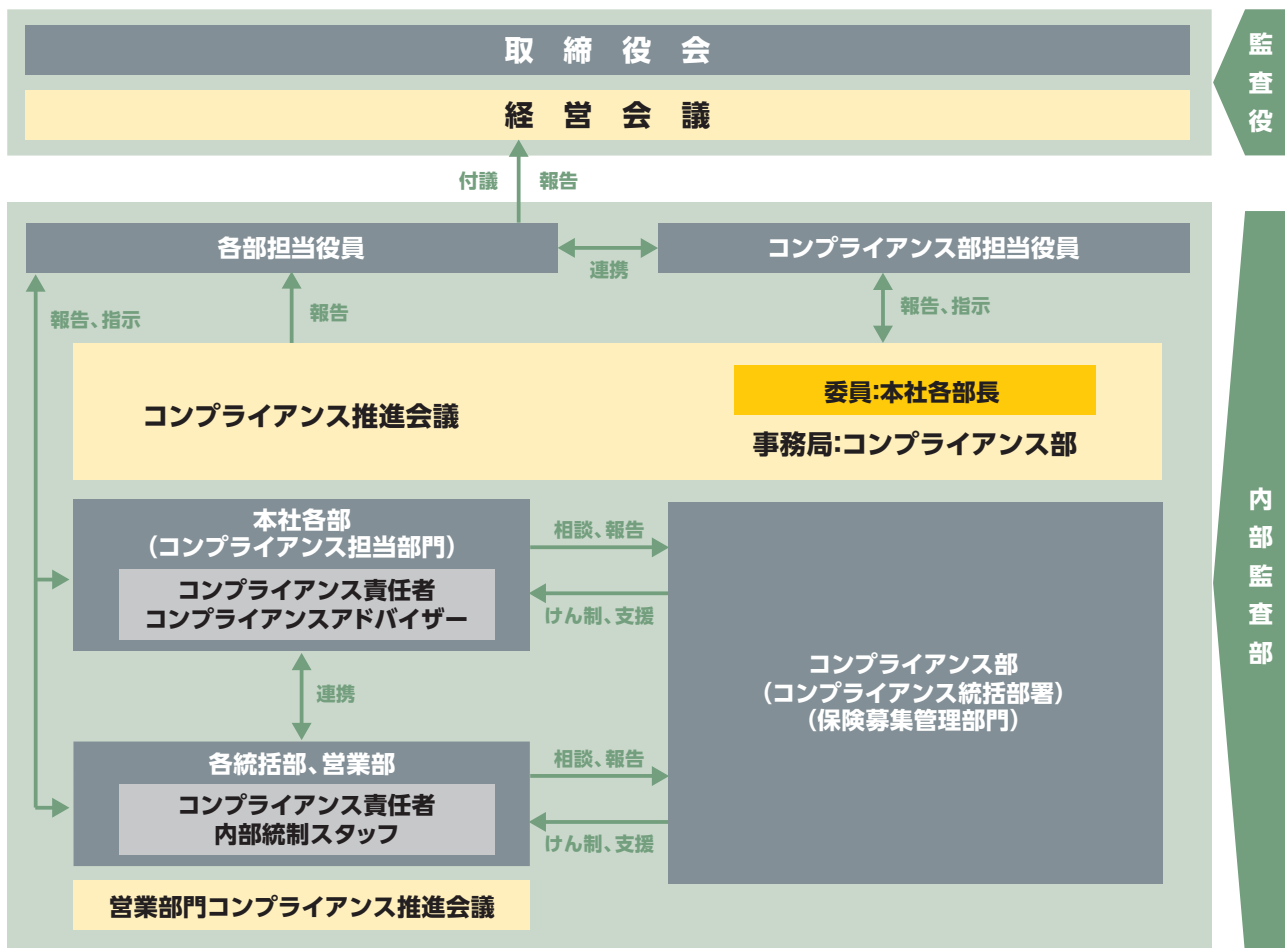 取締役会
経営会議
監査役
付議
報告
各部担当役員
連携
コンプライアンス部担当役員
報告、指示
報告
報告、指示
コンプライアンス推進会議
委員:本社各部長
事務局:コンプライアンス部
本社各部
(コンプライアンス担当部門)
コンプライアンス責任者
コンプライアンスアドバイザー
相談、報告
けん制、支援
連携
コンプライアンス部
(コンプライアンス統括部署)
(保険募集管理部門)
各統括部、営業部
コンプライアンス責任者
内部統制スタッフ
相談、報告
けん制、支援
営業部門コンプライアンス推進会議
内部監査部